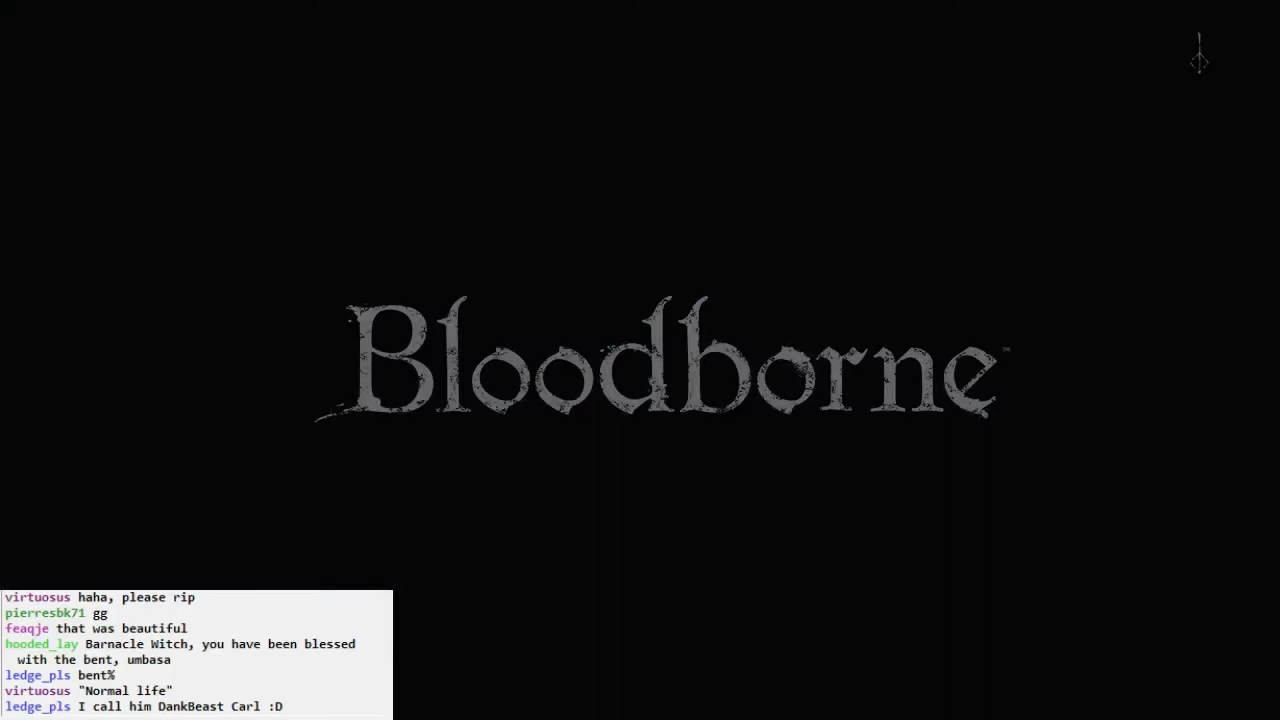 Bloodborne™
virtuosus haha, please rip
pierresbk71 gg
feaqje that was beautiful
hooded_lay Barnacle Witch, you have been blessed
with the bent, umbasa
ledge_pls bent%
virtuosus "Normal life"
ledge_pls I call him DankBeast Carl :D